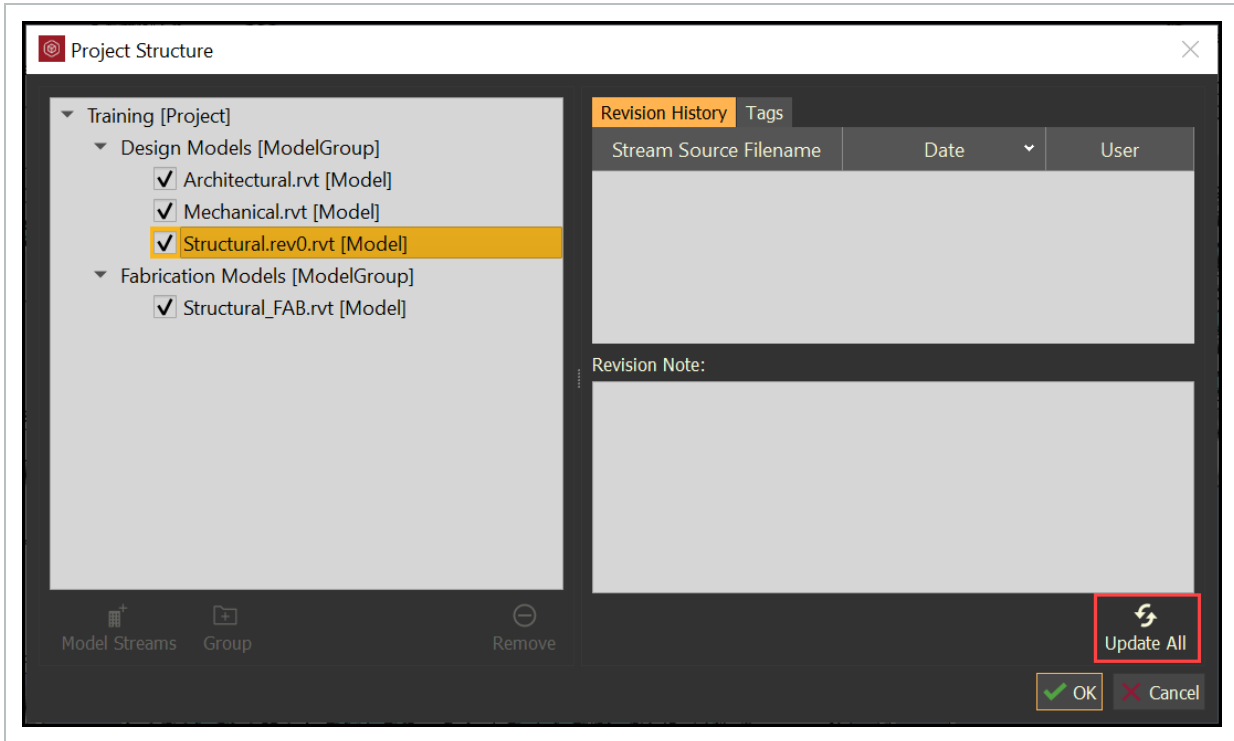 Project Structure
Training [Project]
Design Models [ModelGroup]
Architectural.rvt [Model]
Mechanical.rvt [Model]
Structural.rev0.rvt [Model]
Fabrication Models [ModelGroup]
Structural_FAB.rvt [Model]
Model Streams Group Remove
Revision History Tags
Stream Source Filename Date User
Revision Note:
Update All
OK Cancel